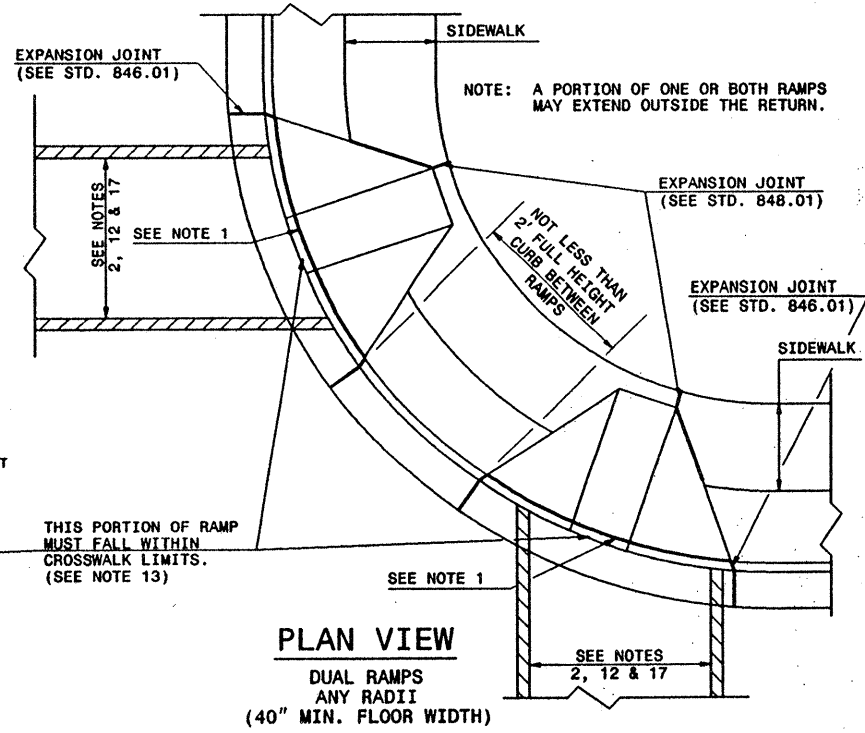 SIDEWALK
EXPANSION JOINT
(SEE STD. 846.01)
NOTE: A PORTION OF ONE OR BOTH RAMPS
MAY EXTEND OUTSIDE THE RETURN.
SEE NOTES
2, 12 & 17
SEE NOTE 1
EXPANSION JOINT
(SEE STD. 848.01)
NOT LESS THAN
2' FULL HEIGHT
CURB BETWEEN
RAMPS
EXPANSION JOINT
(SEE STD. 846.01)
SIDEWALK
T
THIS PORTION OF RAMP
MUST FALL WITHIN
CROSSWALK LIMITS.
(SEE NOTE 13)
SEE NOTE 1
PLAN VIEW
DUAL RAMPS
ANY RADII
(40" MIN. FLOOR WIDTH)
SEE NOTES
2, 12 & 17